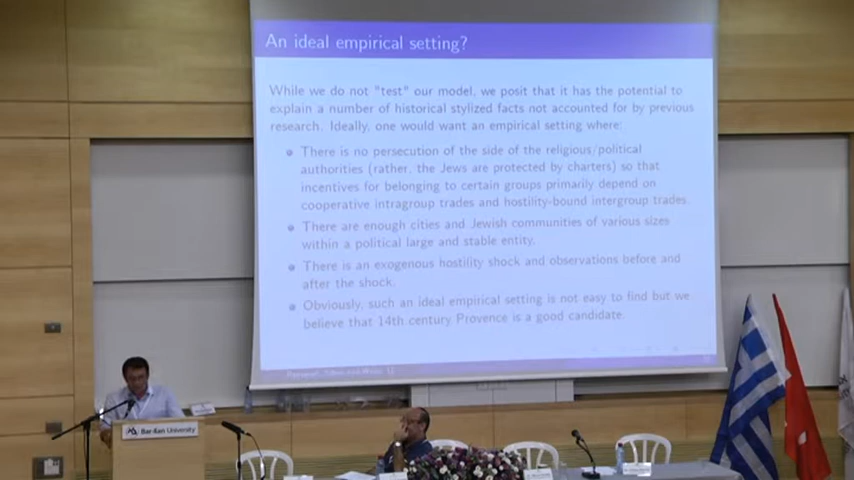 An ideal empirical setting?
While we do not "test" our model, we posit that it has the potential to
explain a number of historical stylized facts not accounted for by previous
research. Ideally, one would want an empirical setting where:
There is no persecution of the side of the religious/political
authorities (rather, the Jews are protected by charters) so that
incentives for belonging to certain groups primarily depend on
cooperative intragroup trades and hostility-bound intergroup trades.
There are enough cities and Jewish communities of various sizes
within a political large and stable entity.
There is an exogenous hostility shock and observations before and
after the shock.
Obviously, such an ideal empirical setting is not easy to find but we
believe that 14th century Provence is a good candidate.
Bar-Ilan University